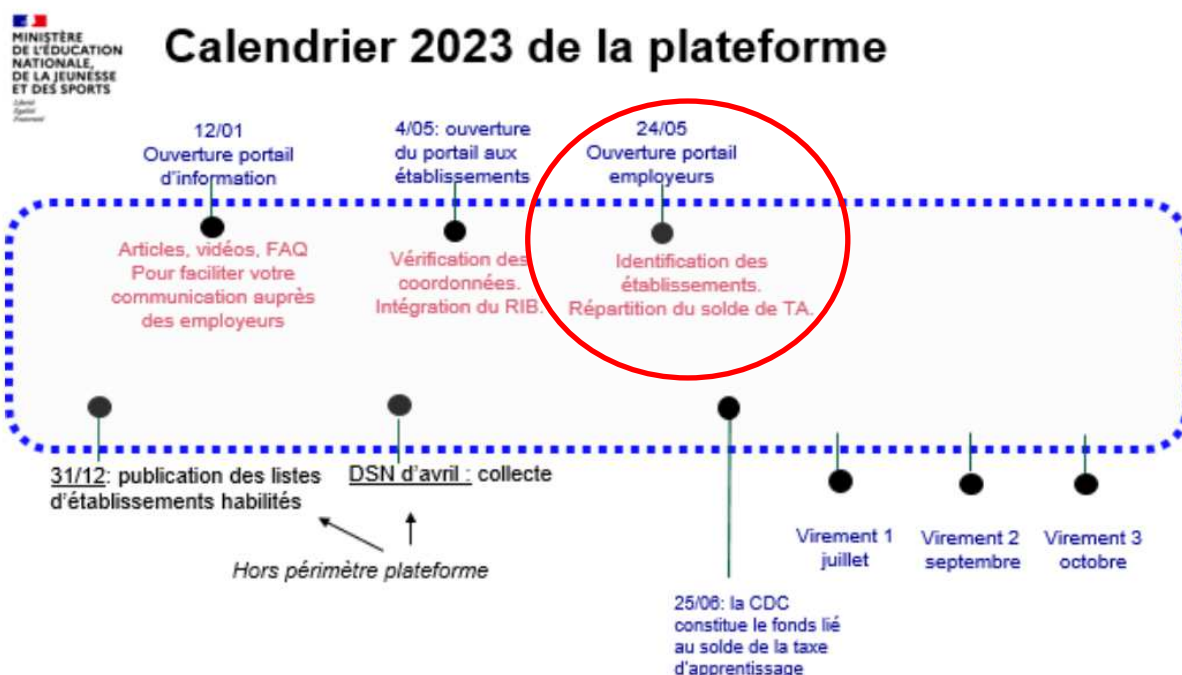 MINISTÈRE
DE L'ÉDUCATION
NATIONALE,
DE LA JEUNESSE
ET DES SPORTS
Liberté
Égalité
Fraternité
Calendrier 2023 de la plateforme
12/01
Ouverture portail
d'information
4/05: ouverture
du portail aux
établissements
24/05
Ouverture portail
employeurs
Articles, vidéos, FAQ
Pour faciliter votre
communication auprès
des employeurs
Vérification des
coordonnées.
Intégration du RIB.
Identification des
établissements.
Répartition du solde de TA.
31/12: publication des listes
d'établissements habilités
DSN d'avril : collecte
Hors périmètre plateforme
Virement 1
juillet
Virement 2
septembre
Virement 3
octobre
25/06: la CDC
constitue le fonds lié
au solde de la taxe
d'apprentissage